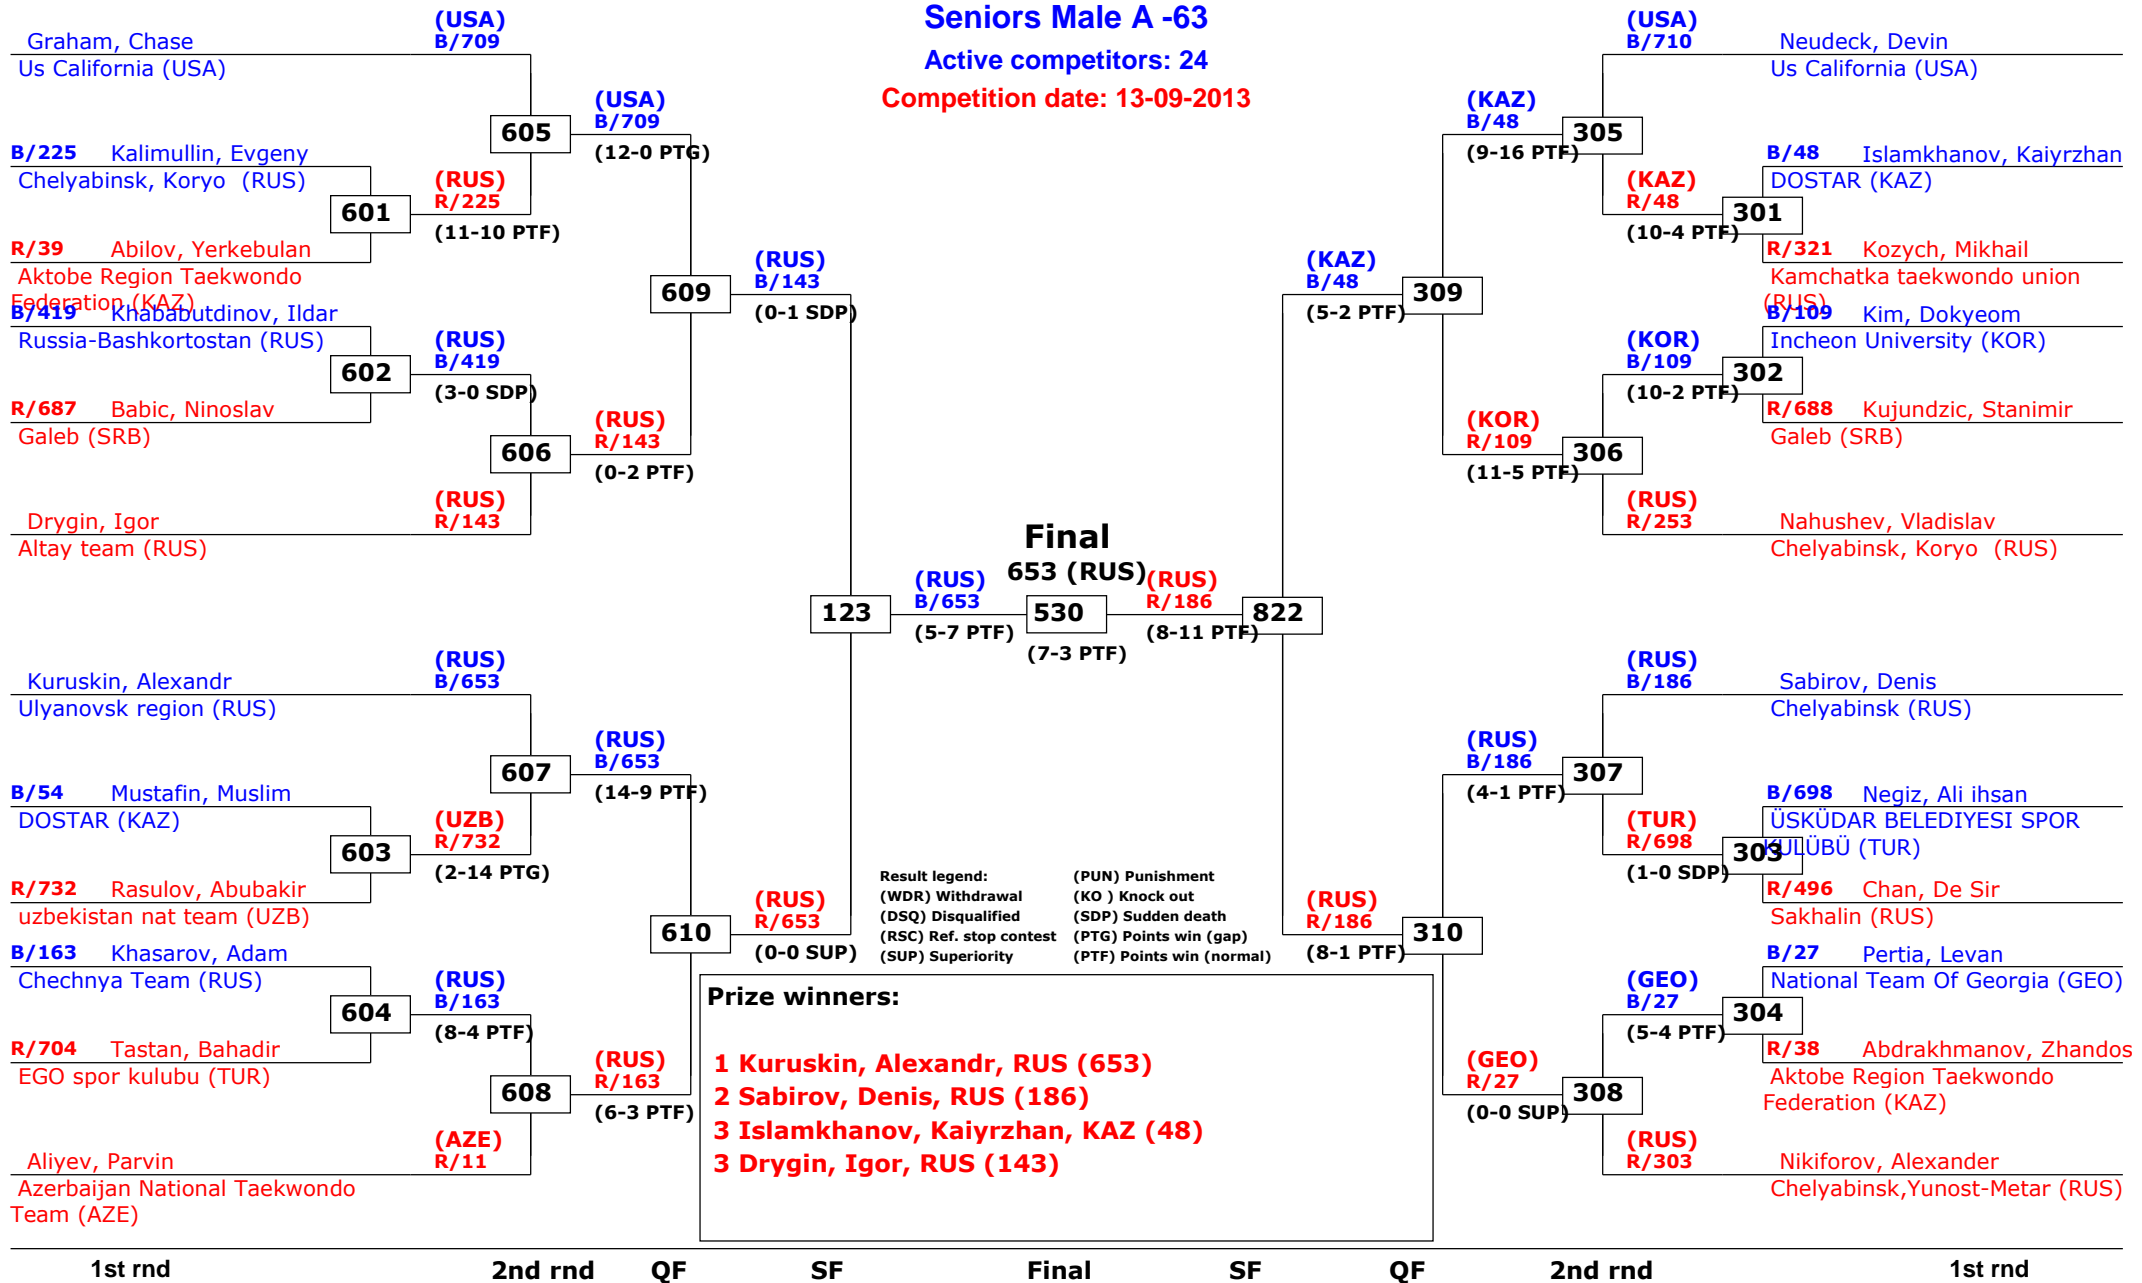 Seniors Male A -63
Active competitors: 24
Competition date: 13-09-2013
(USA)
B/709
Graham, Chase
Us California (USA)
605
(USA)
B/709
(12-0 PTG)
B/225 Kalimullin, Evgeny
Chelyabinsk, Koryo (RUS)
601
(RUS)
R/225
(11-10 PTF)
R/39 Abilov, Yerkebulan
Aktobe Region Taekwondo
Federation (KAZ)
609
(RUS)
B/143
(0-1 SDP)
B/419 Khababutdinov, Ildar
Russia-Bashkortostan (RUS)
602
(RUS)
B/419
(3-0 SDP)
R/687 Babic, Ninoslav
Galeb (SRB)
606
(RUS)
R/143
(0-2 PTF)
(RUS)
R/143
Drygin, Igor
Altay team (RUS)
123
(RUS)
B/653
(5-7 PTF)
Final
653 (RUS)
530
(7-3 PTF)
(RUS)
R/186
(8-11 PTF)
822
(RUS)
B/653
Kuruskin, Alexandr
Ulyanovsk region (RUS)
607
(RUS)
B/653
(14-9 PTF)
B/54 Mustafin, Muslim
DOSTAR (KAZ)
603
(UZB)
R/732
(2-14 PTG)
R/732 Rasulov, Abubakir
uzbekistan nat team (UZB)
610
(RUS)
R/653
(0-0 SUP)
B/163 Khasarov, Adam
Chechnya Team (RUS)
604
(RUS)
B/163
(8-4 PTF)
R/704 Tastan, Bahadir
EGO spor kulubu (TUR)
608
(RUS)
R/163
(6-3 PTF)
(AZE)
R/11
Aliyev, Parvin
Azerbaijan National Taekwondo
Team (AZE)
(USA)
B/710
Neudeck, Devin
Us California (USA)
(KAZ)
B/48
(9-16 PTF)
305
B/48 Islamkhanov, Kaiyrzhan
DOSTAR (KAZ)
(KAZ)
R/48
(10-4 PTF)
301
R/321 Kozych, Mikhail
Kamchatka taekwondo union
(RUS)
(KAZ)
B/48
(5-2 PTF)
309
B/109 Kim, Dokyeom
Incheon University (KOR)
(KOR)
B/109
(10-2 PTF)
302
R/688 Kujundzic, Stanimir
Galeb (SRB)
(KOR)
R/109
(11-5 PTF)
306
(RUS)
R/253
Nahushev, Vladislav
Chelyabinsk, Koryo (RUS)
(RUS)
B/186
Sabirov, Denis
Chelyabinsk (RUS)
(RUS)
B/186
(4-1 PTF)
307
B/698 Negiz, Ali ihsan
ÜSKÜDAR BELEDIYESI SPOR
KULÜBÜ (TUR)
(TUR)
R/698
(1-0 SDP)
303
R/496 Chan, De Sir
Sakhalin (RUS)
(RUS)
R/186
(8-1 PTF)
310
B/27 Pertia, Levan
National Team Of Georgia (GEO)
(GEO)
B/27
(5-4 PTF)
304
R/38 Abdrakhmanov, Zhandos
Aktobe Region Taekwondo
Federation (KAZ)
(GEO)
R/27
(0-0 SUP)
308
(RUS)
R/303
Nikiforov, Alexander
Chelyabinsk,Yunost-Metar (RUS)
Result legend: (PUN) Punishment
(WDR) Withdrawal (KO ) Knock out
(DSQ) Disqualified (SDP) Sudden death
(RSC) Ref. stop contest (PTG) Points win (gap)
(SUP) Superiority (PTF) Points win (normal)
Prize winners:
1 Kuruskin, Alexandr, RUS (653)
2 Sabirov, Denis, RUS (186)
3 Islamkhanov, Kaiyrzhan, KAZ (48)
3 Drygin, Igor, RUS (143)
1st rnd 2nd rnd QF SF Final SF QF 2nd rnd 1st rnd